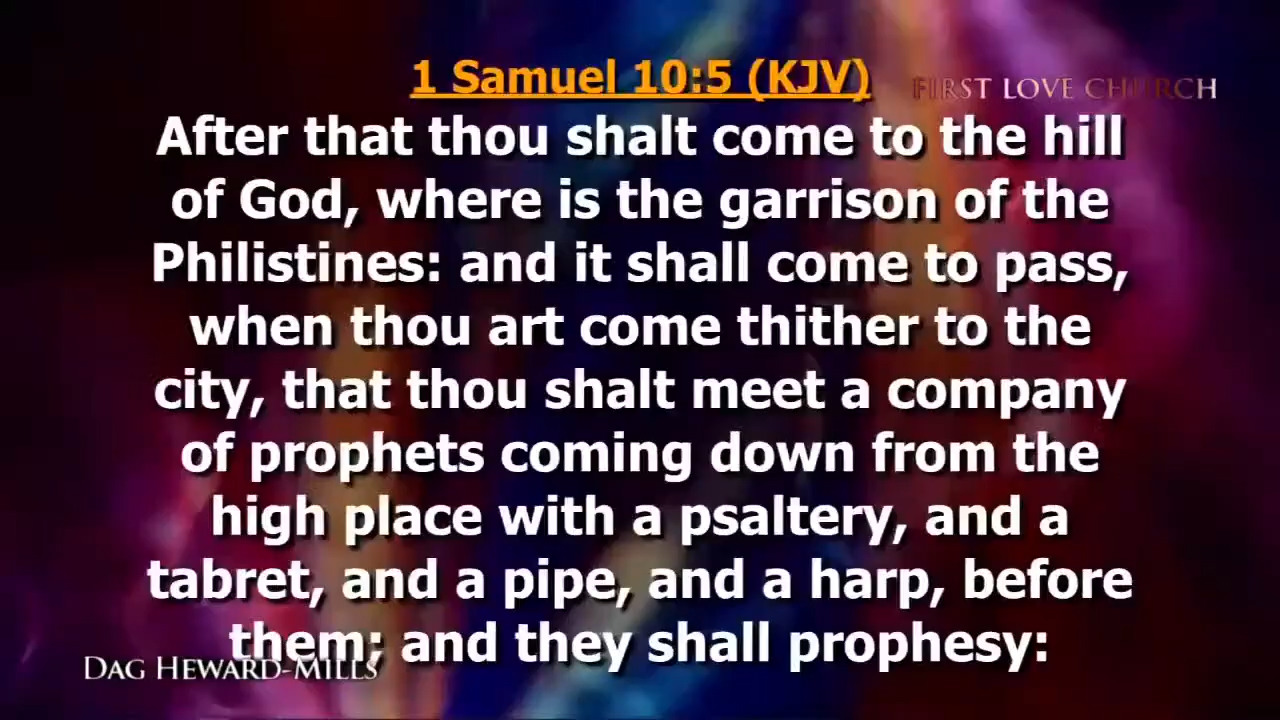 1 Samuel 10:5 (KJV)
FIRST LOVE CHURCH
After that thou shalt come to the hill
of God, where is the garrison of the
Philistines: and it shall come to pass,
when thou art come thither to the
city, that thou shalt meet a company
of prophets coming down from the
high place with a psaltery, and a
tabret, and a pipe, and a harp, before
them; and they shall prophesy:
DAG HEWARD-MILLS